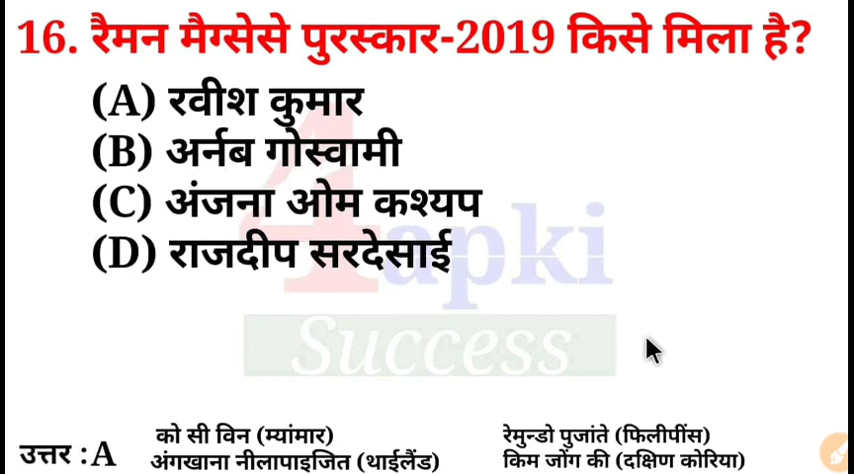 16. रैमन मैग्सेसे पुरस्कार-2019 किसे मिला है?
(A) रवीश कुमार
(B) अर्नब गोस्वामी
(C) अंजना ओम कश्यप
(D) राजदीप सरदेसाई
4apki
Success
उत्तर : A
को सी विन (म्यांमार)
अंगखाना नीलापाइजित (थाईलैंड)
रेमुन्डो पुजांते (फिलीपींस)
किम जोंग की (दक्षिण कोरिया)